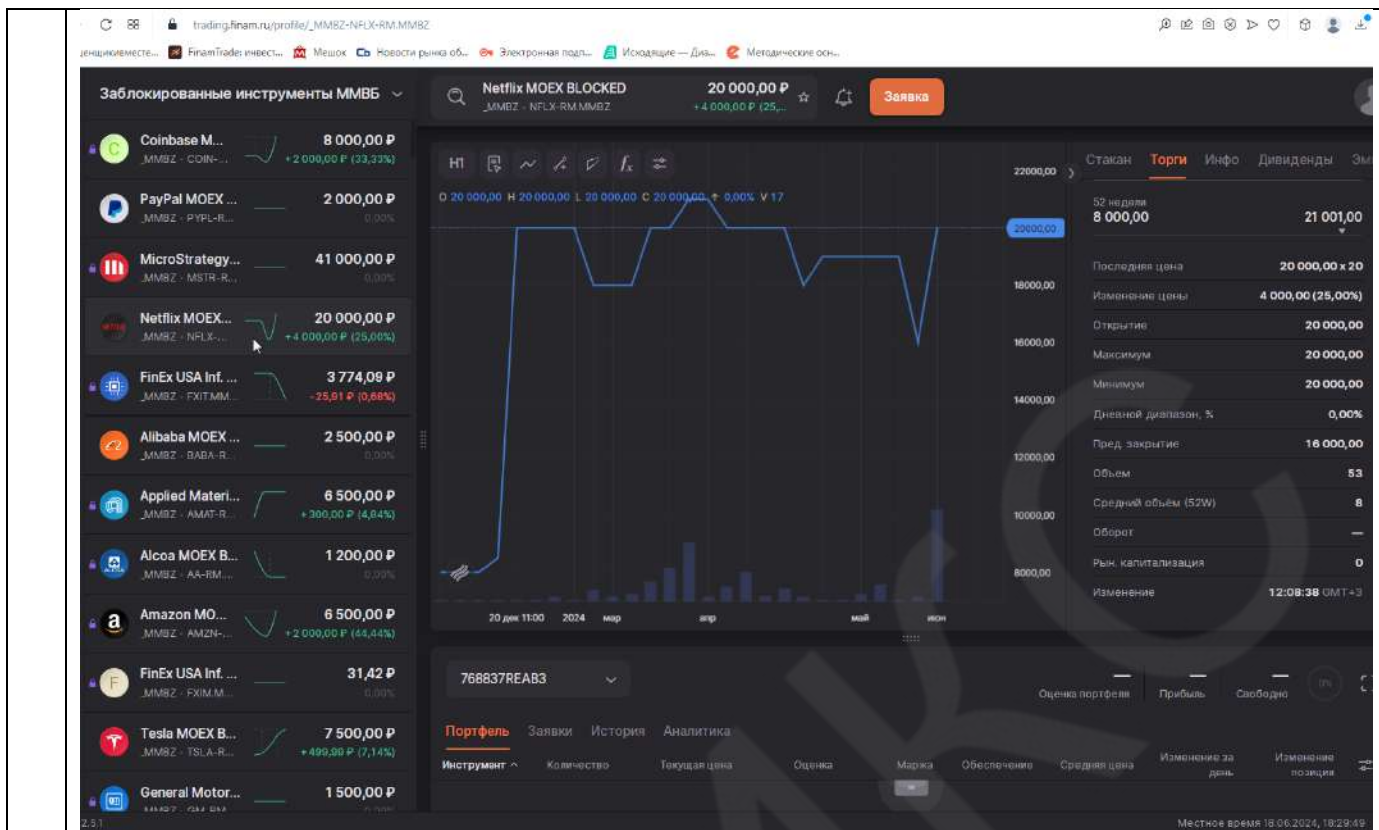 trading.finam.ru/profile/_MMBZ-NFLX-RM.MMBZ
FinamTrade: инвест... Мешок Новости рынка об... Электронная подп... Исходящие — Диа... Методические осн...
Заблокированные инструменты ММВБ
Netflix MOEX BLOCKED 20 000,00 ₽
_MMBZ - NFLX-RM.MMBZ +4 000,00 ₽ (25,...
Заявка
Coinbase M... 8 000,00 ₽
_MMBZ - COIN-... +2 000,00 ₽ (33,33%)
PayPal MOEX ... 2 000,00 ₽
_MMBZ - PYPL-R... 0,00%
MicroStrategy... 41 000,00 ₽
_MMBZ - MSTR-R... 0,00%
Netflix MOEX... 20 000,00 ₽
_MMBZ - NFLX-... +4 000,00 ₽ (25,00%)
FinEx USA Inf. ... 3 774,09 ₽
_MMBZ - FXIT.MM... -25,91 ₽ (0,68%)
Alibaba MOEX ... 2 500,00 ₽
_MMBZ - BABA-R... 0,00%
Applied Materi... 6 500,00 ₽
_MMBZ - AMAT-R... +300,00 ₽ (4,84%)
Alcoa MOEX B... 1 200,00 ₽
_MMBZ - AA-RM.... 0,00%
Amazon MO... 6 500,00 ₽
_MMBZ - AMZN-... +2 000,00 ₽ (44,44%)
FinEx USA Inf. ... 31,42 ₽
_MMBZ - FXIM.M... 0,00%
Tesla MOEX B... 7 500,00 ₽
_MMBZ - TSLA-R... +499,99 ₽ (7,14%)
General Motor... 1 500,00 ₽
H1
O 20 000,00 H 20 000,00 L 20 000,00 C 20 000,00 0,00% V 17
22000,00
20000,00
18000,00
16000,00
14000,00
12000,00
10000,00
8000,00
20 дек 11:00 2024 мар апр май июн
Стакан Торги Инфо Дивиденды
52 недели
8 000,00 21 001,00
Последняя цена 20 000,00 x 20
Изменение цены 4 000,00 (25,00%)
Открытие 20 000,00
Максимум 20 000,00
Минимум 20 000,00
Дневной диапазон, % 0,00%
Пред. закрытие 16 000,00
Объем 53
Средний объём (52W) 8
Оборот —
Рын. капитализация 0
Изменение 12:08:38 GMT+3
768837REAB3
Оценка портфеля Прибыль Свободно 0%
Портфель Заявки История Аналитика
Инструмент Количество Текущая цена Оценка Маржа Обеспечение Средняя цена Изменение за день Изменение позиции
Местное время 18.06.2024, 18:29:49